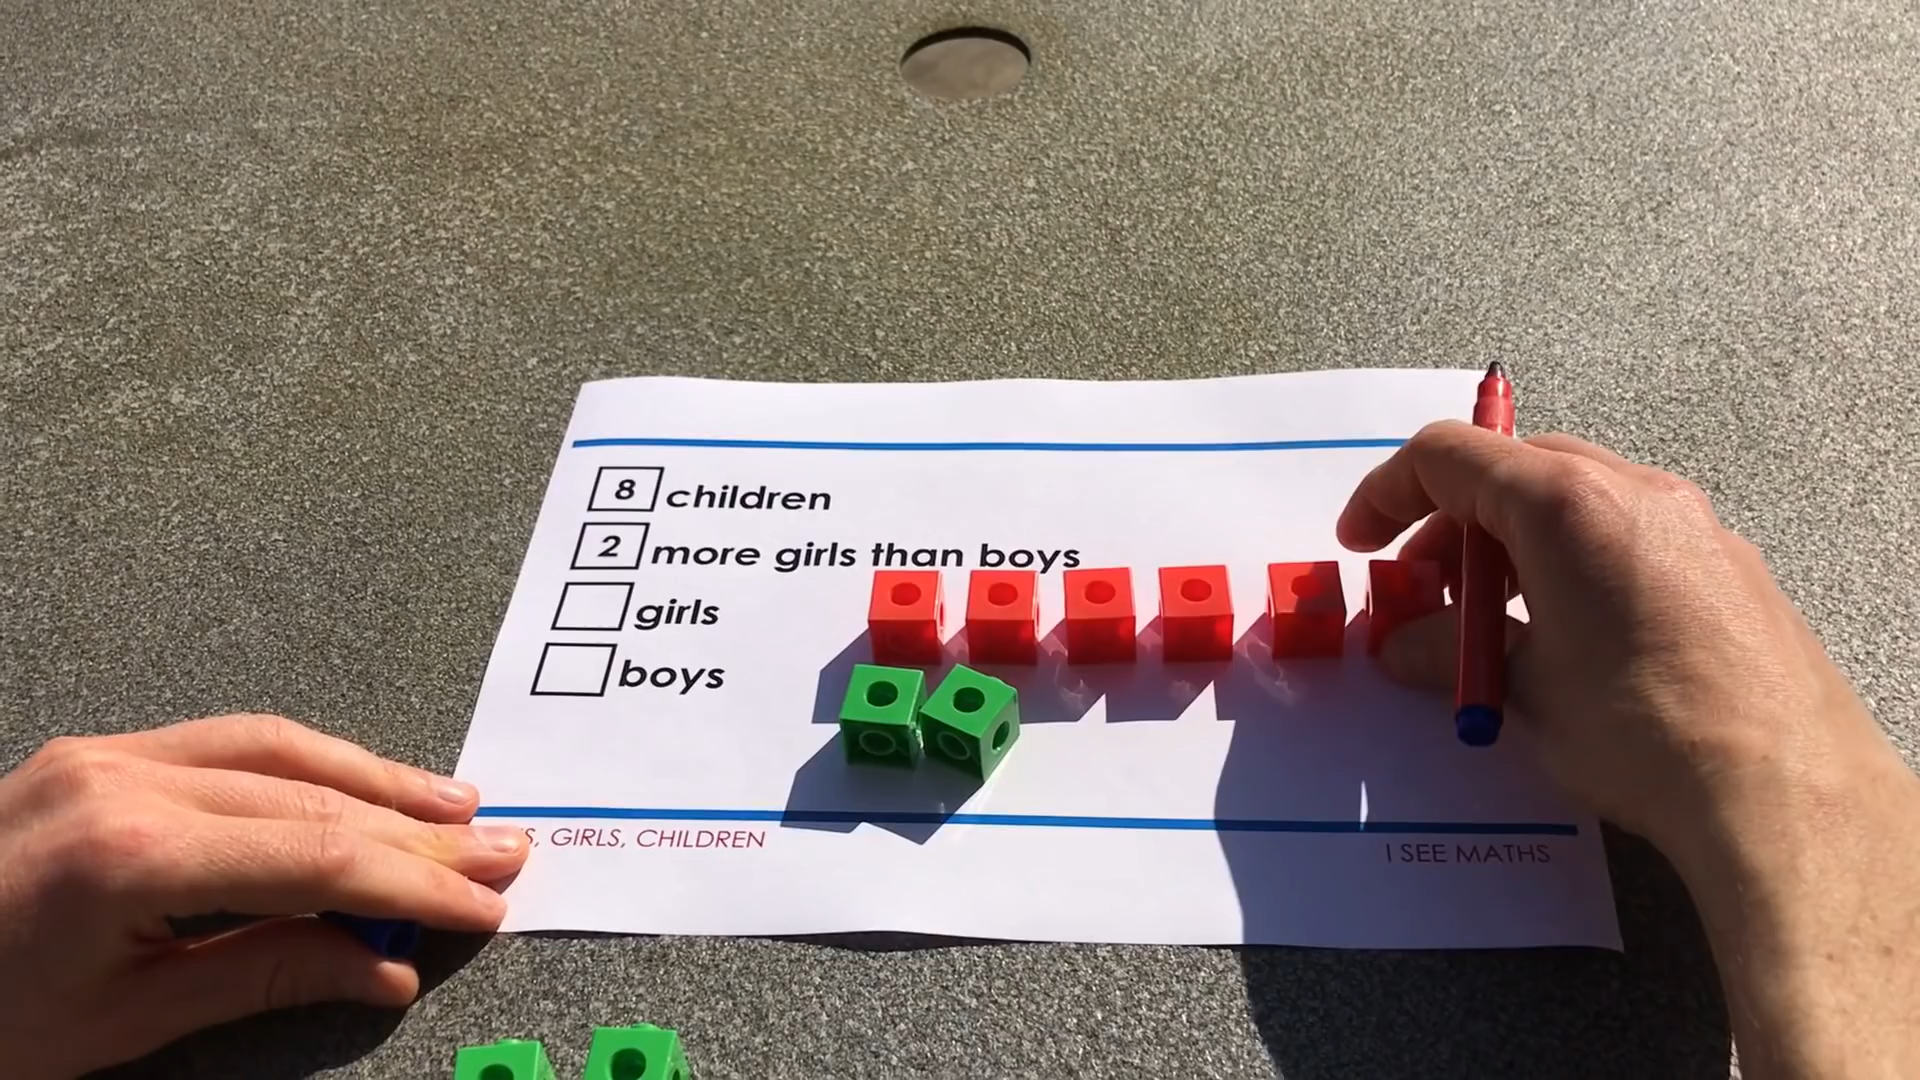 8 children
2 more girls than boys
girls
boys
GIRLS, CHILDREN
I SEE MATHS